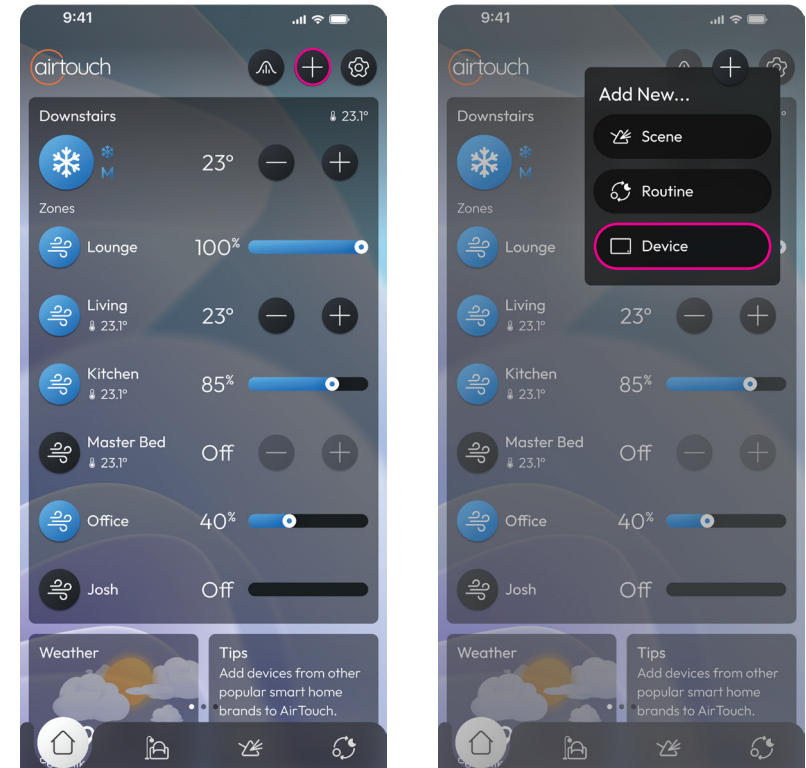 9:41
airtouch
Downstairs
23.1°
M
23°
Zones
Lounge
100%
Living
23.1°
23°
Kitchen
23.1°
85%
Master Bed
23.1°
Off
Office
40%
Josh
Off
Weather
Tips
Add devices from other
popular smart home
brands to AirTouch.
9:41
airtouch
Add New...
Scene
Routine
Device
Downstairs
M
Zones
Lounge
Living
23.1°
23°
Kitchen
23.1°
85%
Master Bed
23.1°
Off
Office
40%
Josh
Off
Weather
Tips
Add devices from other
popular smart home
brands to AirTouch.